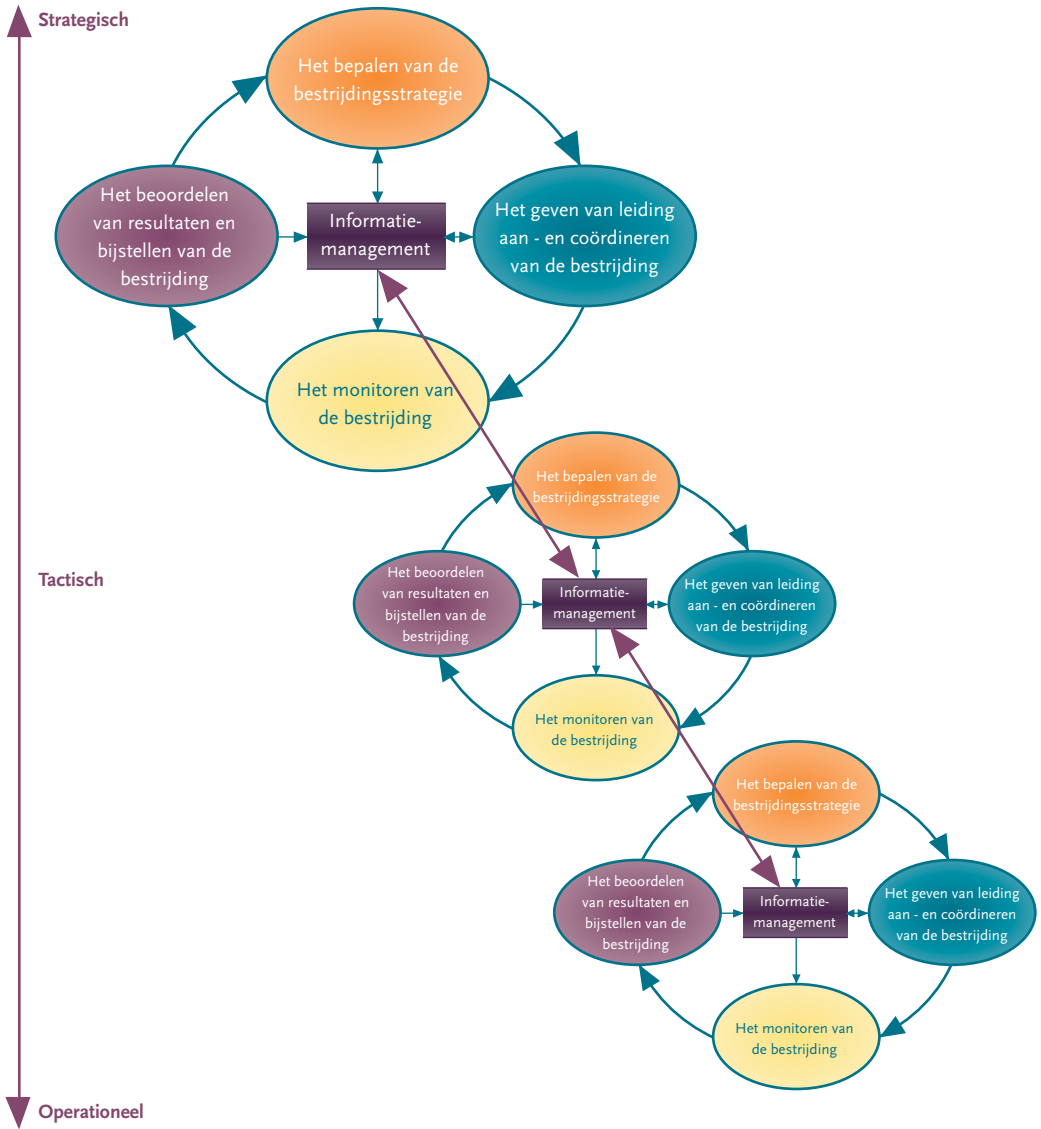 Strategisch
Het bepalen van de
bestrijdingsstrategie
Het beoordelen
van resultaten en
bijstellen van de
bestrijding
Informatie-
management
Het geven van leiding
aan - en coördineren
van de bestrijding
Het monitoren van
de bestrijding
Tactisch
Het bepalen van de
bestrijdingsstrategie
Het beoordelen
van resultaten en
bijstellen van de
bestrijding
Informatie-
management
Het geven van leiding
aan - en coördineren
van de bestrijding
Het monitoren van
de bestrijding
Het bepalen van de
bestrijdingsstrategie
Het beoordelen
van resultaten en
bijstellen van de
bestrijding
Informatie-
management
Het geven van leiding
aan - en coördineren
van de bestrijding
Het monitoren van
de bestrijding
Operationeel